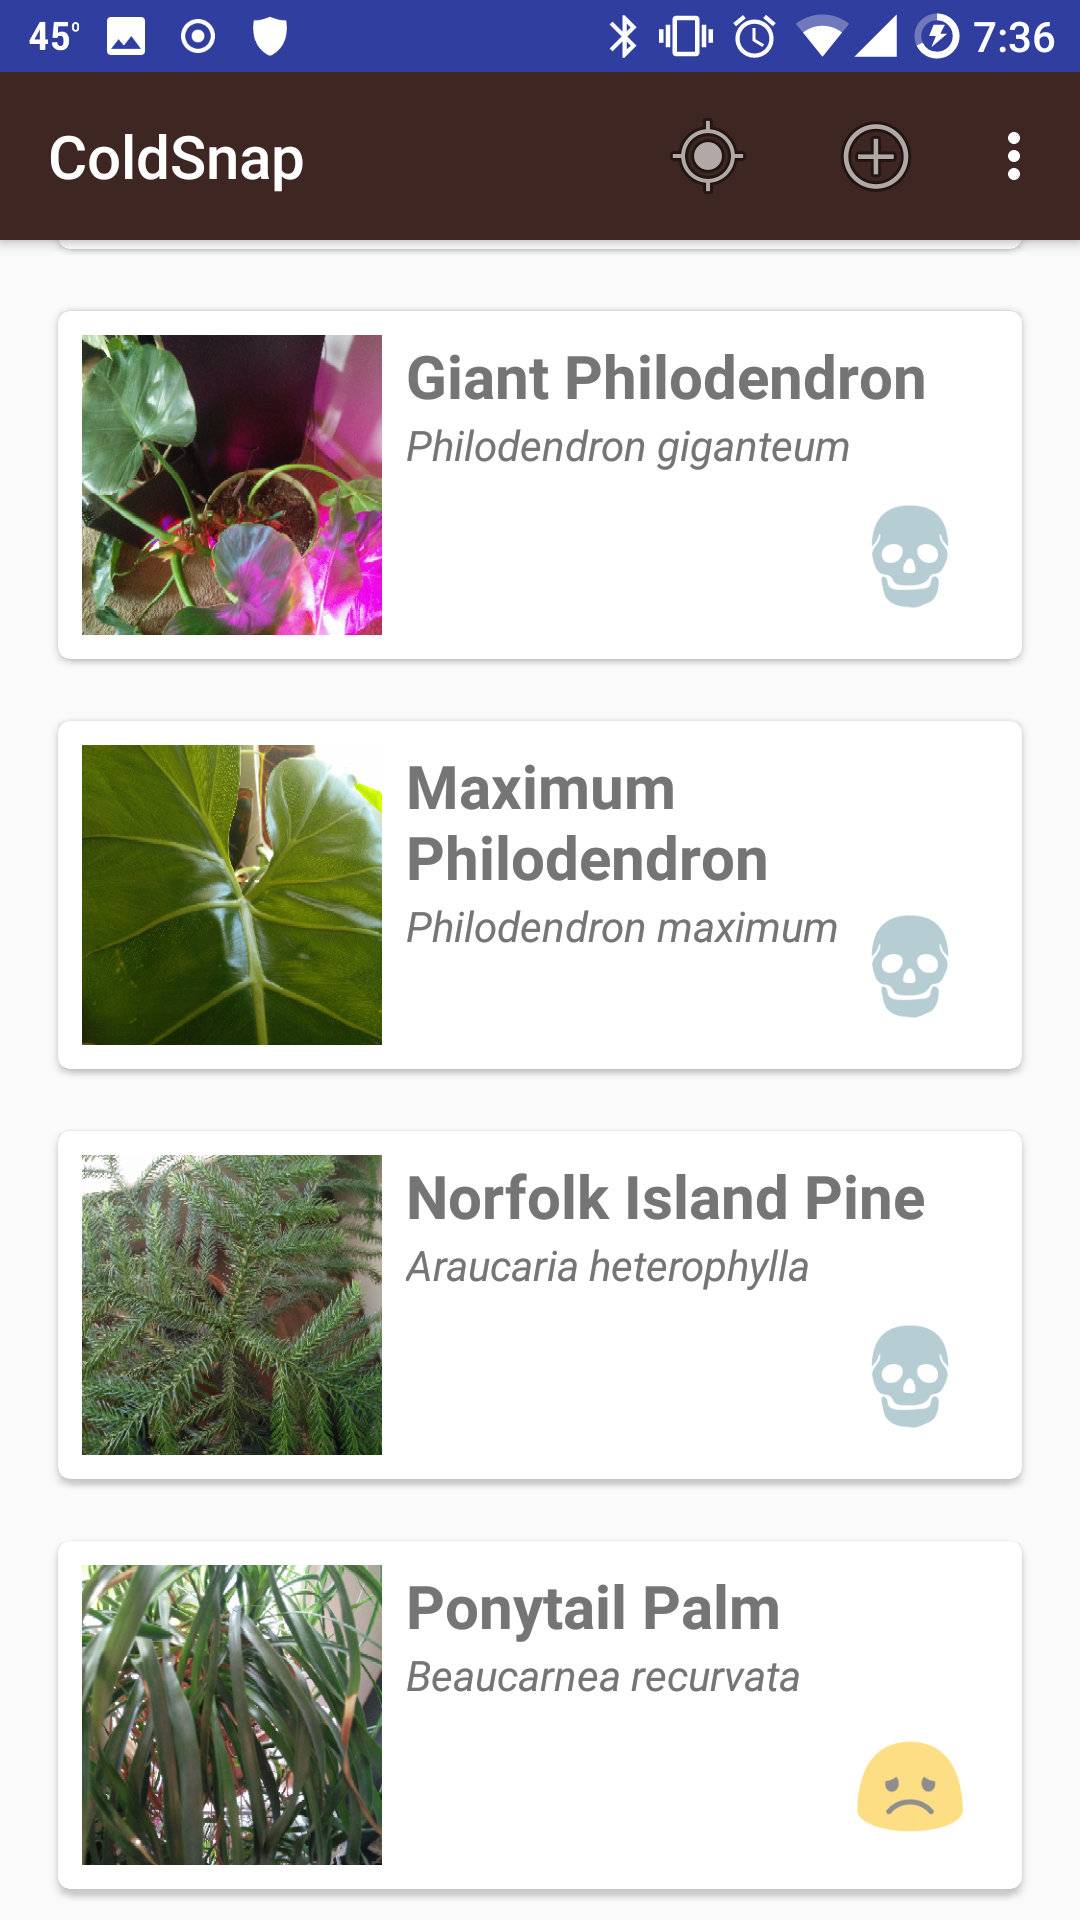 45° 7:36
ColdSnap
Giant Philodendron
Philodendron giganteum
Maximum
Philodendron
Philodendron maximum
Norfolk Island Pine
Araucaria heterophylla
Ponytail Palm
Beaucarnea recurvata